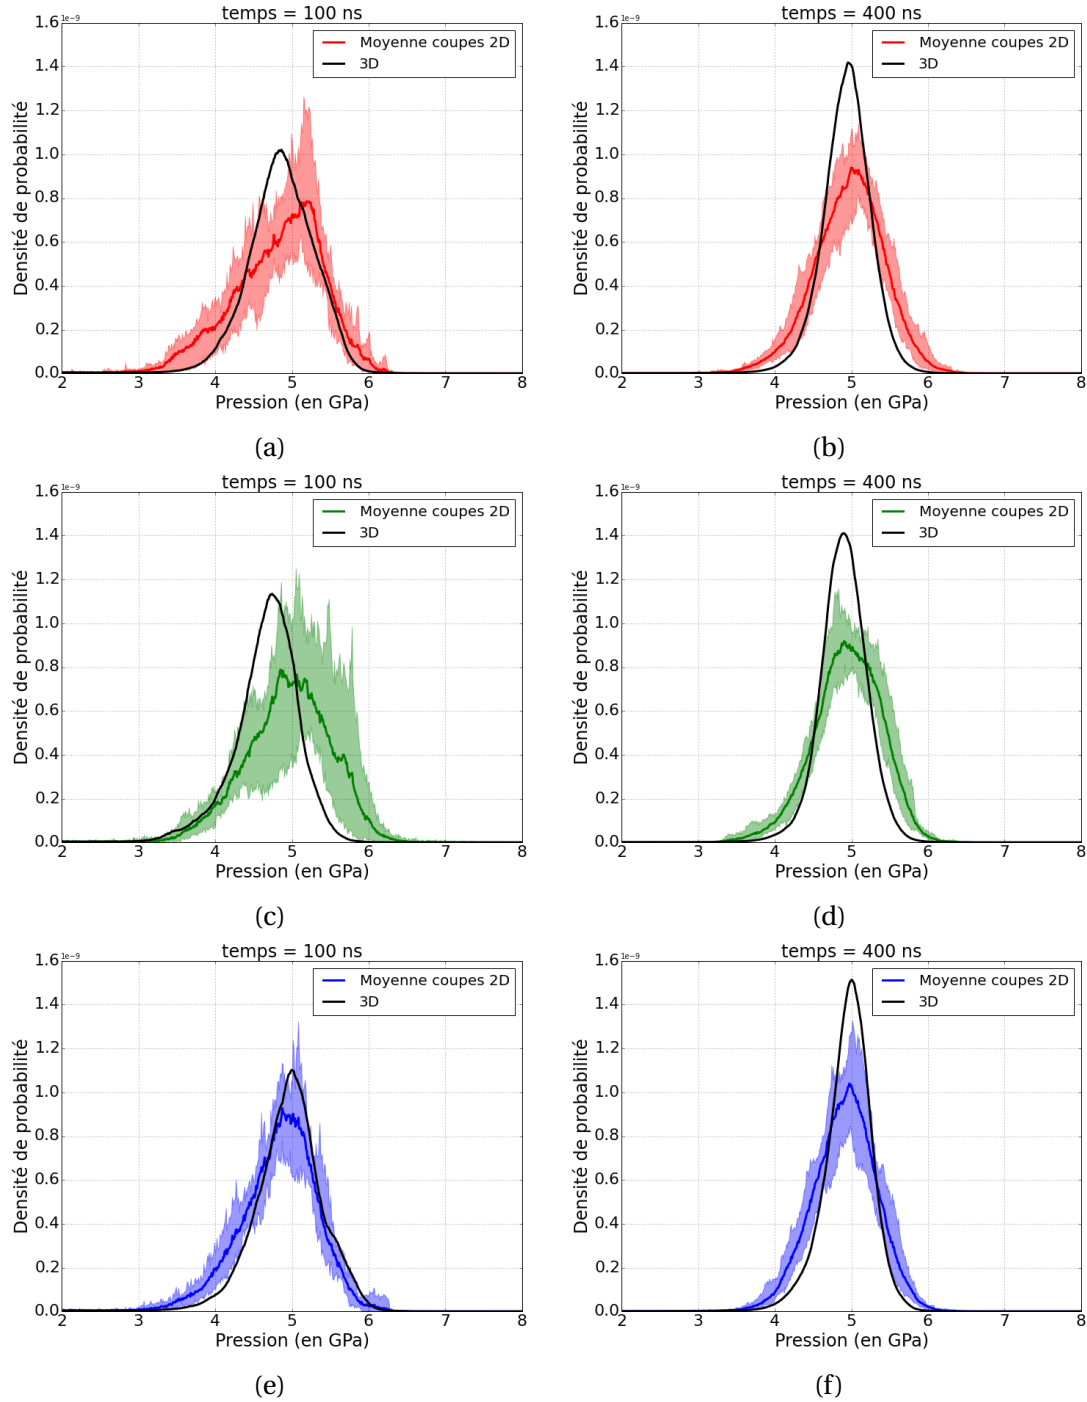 temps = 100 ns
1e-9
1.6
1.4
1.2
1.0
0.8
0.6
0.4
0.2
0.0
Densité de probabilité
Moyenne coupes 2D
3D
2 3 4 5 6 7 8
Pression (en GPa)
(a)
temps = 400 ns
1e-9
1.6
1.4
1.2
1.0
0.8
0.6
0.4
0.2
0.0
Densité de probabilité
Moyenne coupes 2D
3D
2 3 4 5 6 7 8
Pression (en GPa)
(b)
temps = 100 ns
1e-9
1.6
1.4
1.2
1.0
0.8
0.6
0.4
0.2
0.0
Densité de probabilité
Moyenne coupes 2D
3D
2 3 4 5 6 7 8
Pression (en GPa)
(c)
temps = 400 ns
1e-9
1.6
1.4
1.2
1.0
0.8
0.6
0.4
0.2
0.0
Densité de probabilité
Moyenne coupes 2D
3D
2 3 4 5 6 7 8
Pression (en GPa)
(d)
temps = 100 ns
1e-9
1.6
1.4
1.2
1.0
0.8
0.6
0.4
0.2
0.0
Densité de probabilité
Moyenne coupes 2D
3D
2 3 4 5 6 7 8
Pression (en GPa)
(e)
temps = 400 ns
1e-9
1.6
1.4
1.2
1.0
0.8
0.6
0.4
0.2
0.0
Densité de probabilité
Moyenne coupes 2D
3D
2 3 4 5 6 7 8
Pression (en GPa)
(f)